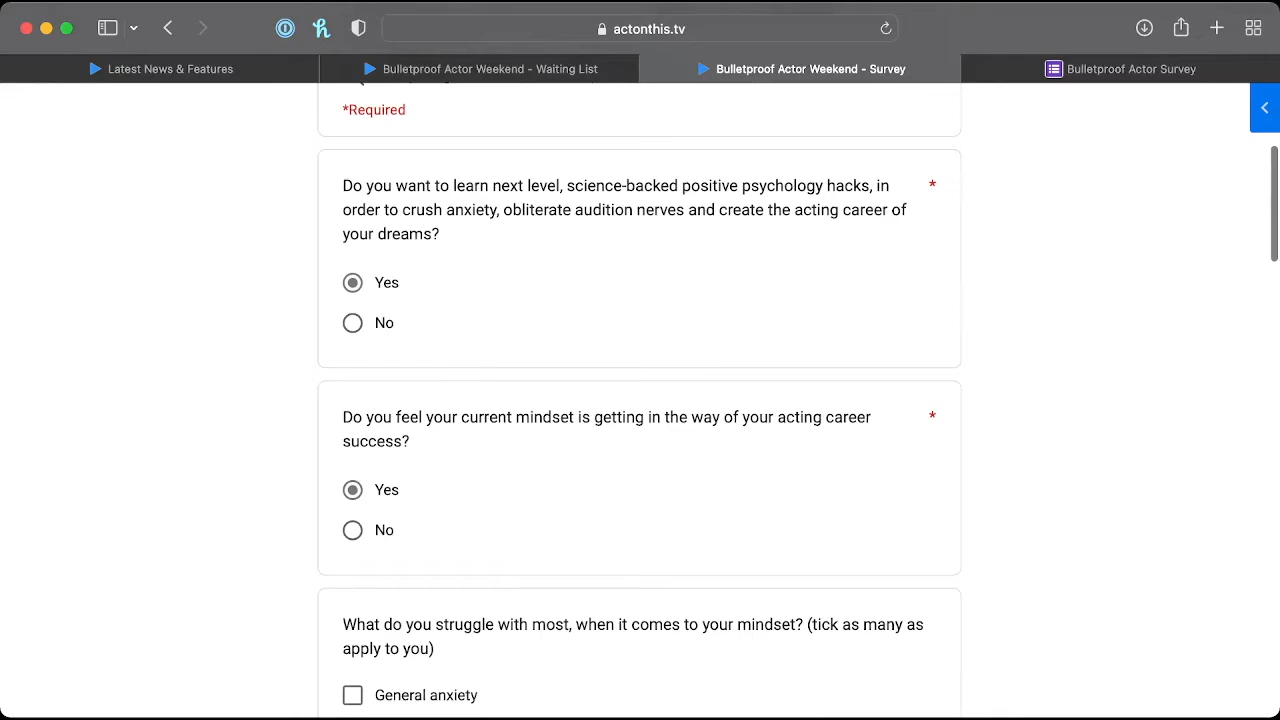 actonthis.tv
Latest News & Features
Bulletproof Actor Weekend - Waiting List
Bulletproof Actor Weekend - Survey
Bulletproof Actor Survey
*Required
Do you want to learn next level, science-backed positive psychology hacks, in *
order to crush anxiety, obliterate audition nerves and create the acting career of
your dreams?
Yes
No
Do you feel your current mindset is getting in the way of your acting career *
success?
Yes
No
What do you struggle with most, when it comes to your mindset? (tick as many as
apply to you)
General anxiety